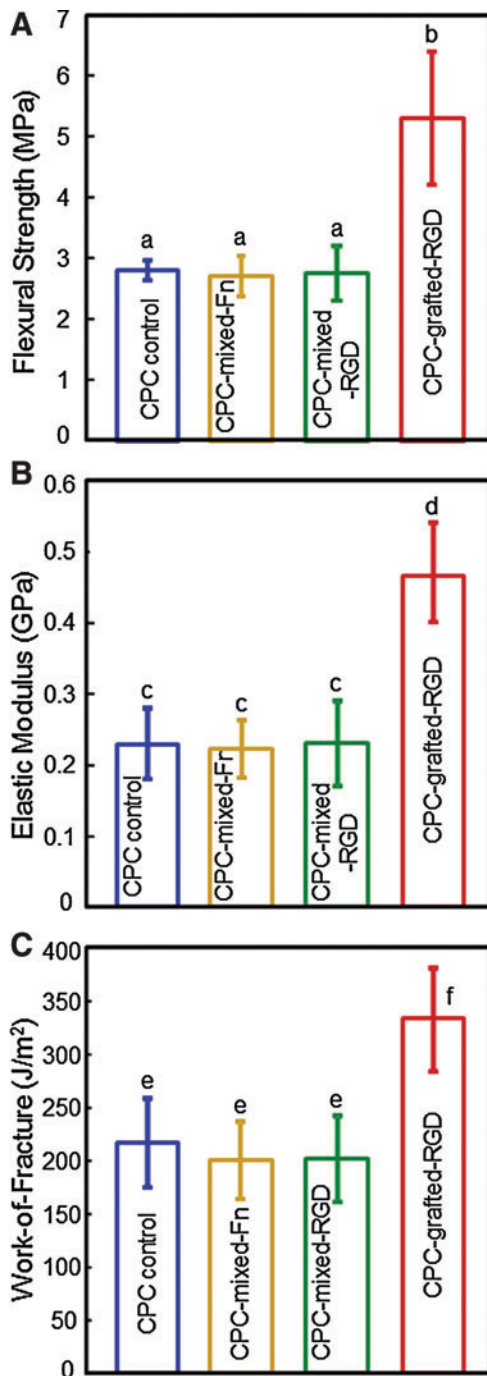 A
Flexural Strength (MPa)
7
6
5
4
3
2
1
0
a
a
a
b
CPC control
CPC-mixed-Fn
CPC-mixed
-RGD
CPC-grafted-RGD
B
Elastic Modulus (GPa)
0.6
0.5
0.4
0.3
0.2
0.1
0
c
c
c
d
CPC control
CPC-mixed-Fn
CPC-mixed
-RGD
CPC-grafted-RGD
C
Work-of-Fracture (J/m²)
400
350
300
250
200
150
100
50
0
e
e
e
f
CPC control
CPC-mixed-Fn
CPC-mixed-RGD
CPC-grafted-RGD